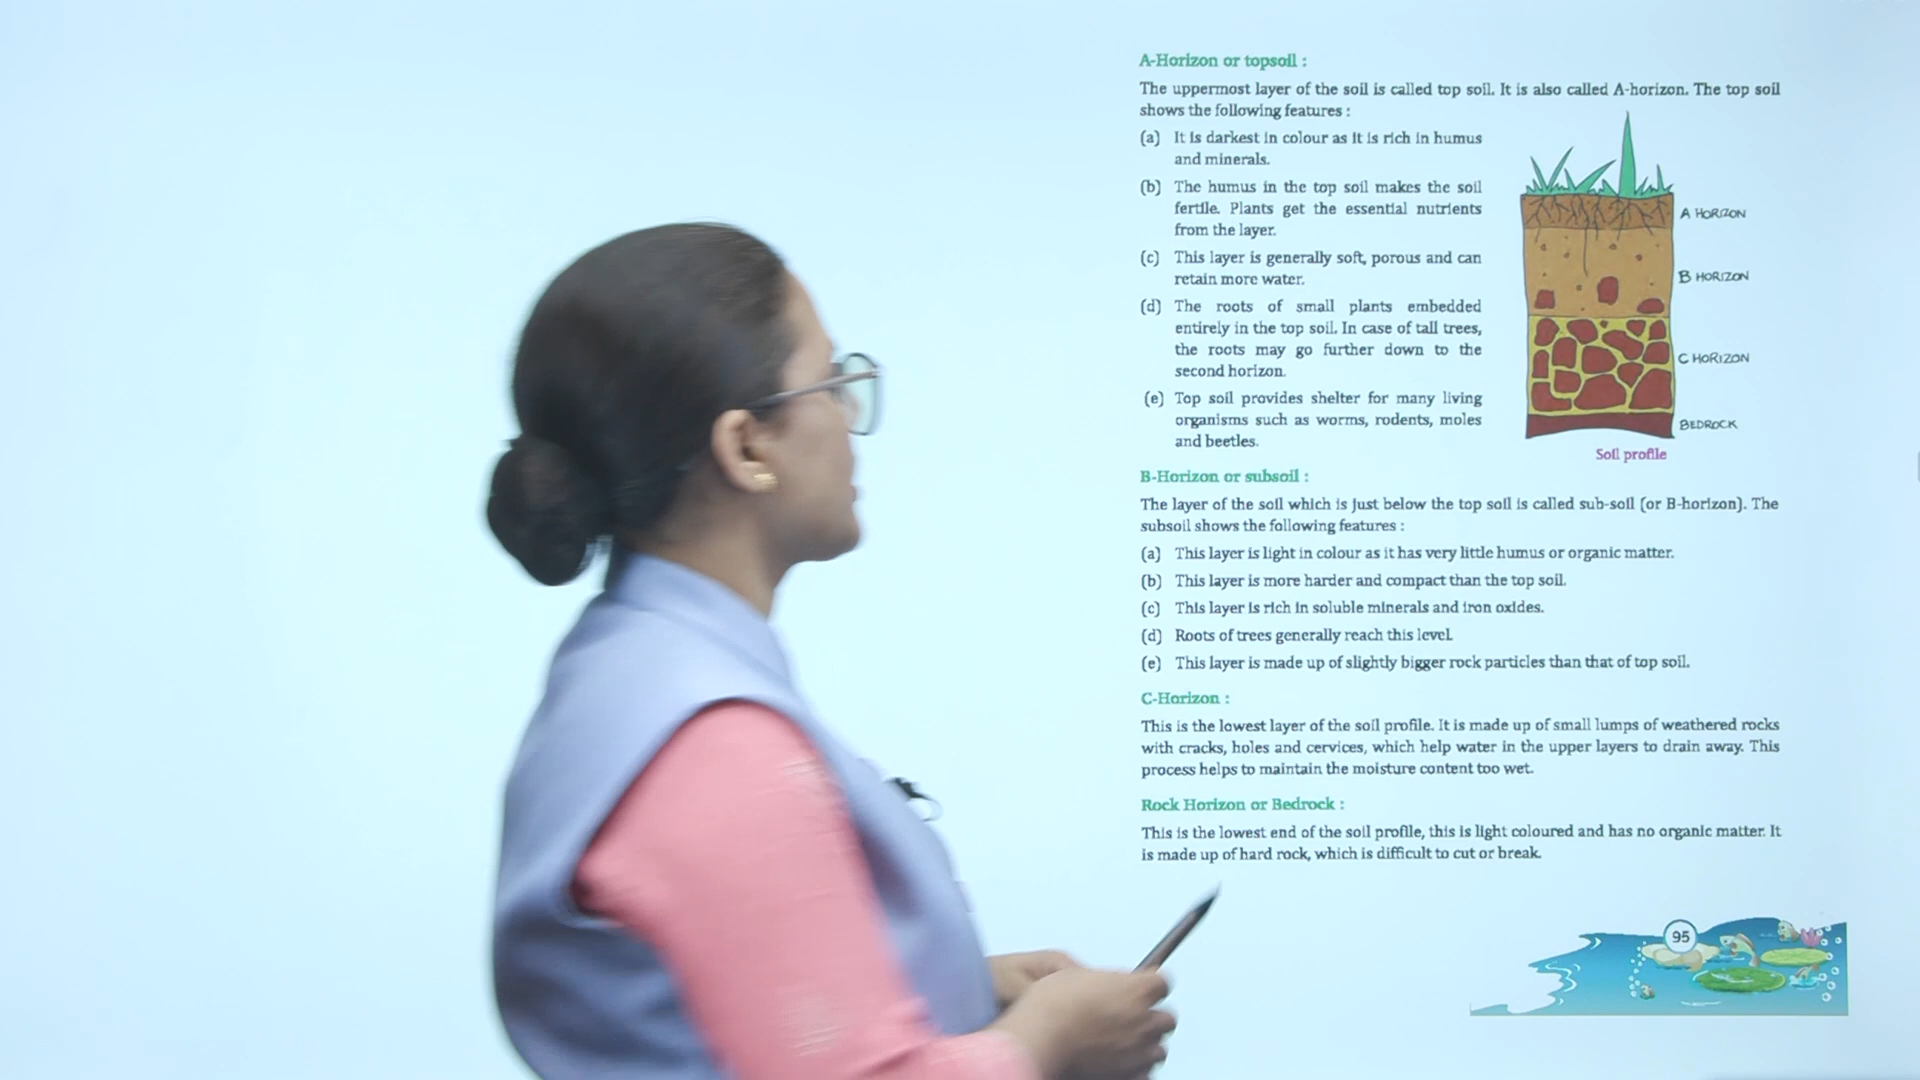 A-Horizon or topsoil :
The uppermost layer of the soil is called top soil. It is also called A-horizon. The top soil
shows the following features :
(a) It is darkest in colour as it is rich in humus
and minerals.
(b) The humus in the top soil makes the soil
fertile. Plants get the essential nutrients
from the layer.
(c) This layer is generally soft, porous and can
retain more water.
(d) The roots of small plants embedded
entirely in the top soil. In case of tall trees,
the roots may go further down to the
second horizon.
(e) Top soil provides shelter for many living
organisms such as worms, rodents, moles
and beetles.
A HORIZON
B HORIZON
C HORIZON
BEDROCK
Soil profile
B-Horizon or subsoil :
The layer of the soil which is just below the top soil is called sub-soil (or B-horizon). The
subsoil shows the following features :
(a) This layer is light in colour as it has very little humus or organic matter.
(b) This layer is more harder and compact than the top soil.
(c) This layer is rich in soluble minerals and iron oxides.
(d) Roots of trees generally reach this level.
(e) This layer is made up of slightly bigger rock particles than that of top soil.
C-Horizon :
This is the lowest layer of the soil profile. It is made up of small lumps of weathered rocks
with cracks, holes and cervices, which help water in the upper layers to drain away. This
process helps to maintain the moisture content too wet.
Rock Horizon or Bedrock :
This is the lowest end of the soil profile, this is light coloured and has no organic matter. It
is made up of hard rock, which is difficult to cut or break.
95